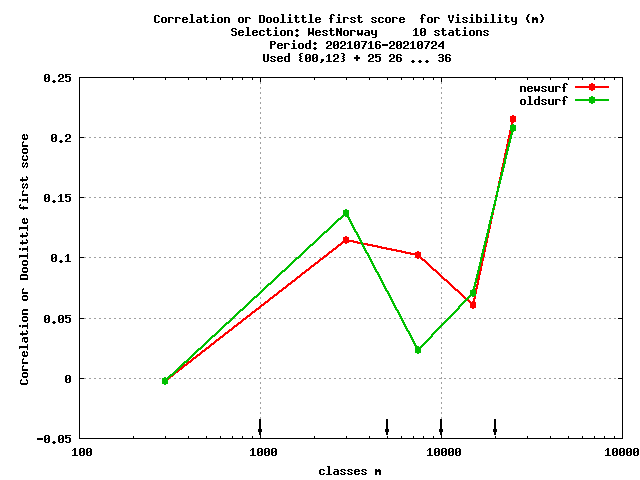 Correlation or Doolittle first score  for Visibility (m)
Selection: WestNorway     10 stations
Period: 20210716-20210724
Used {00,12} + 25 26 ... 36
newsurf
oldsurf
0.25
0.2
0.15
0.1
0.05
0
-0.05
Correlation or Doolittle first score
100
1000
10000
10000
classes m